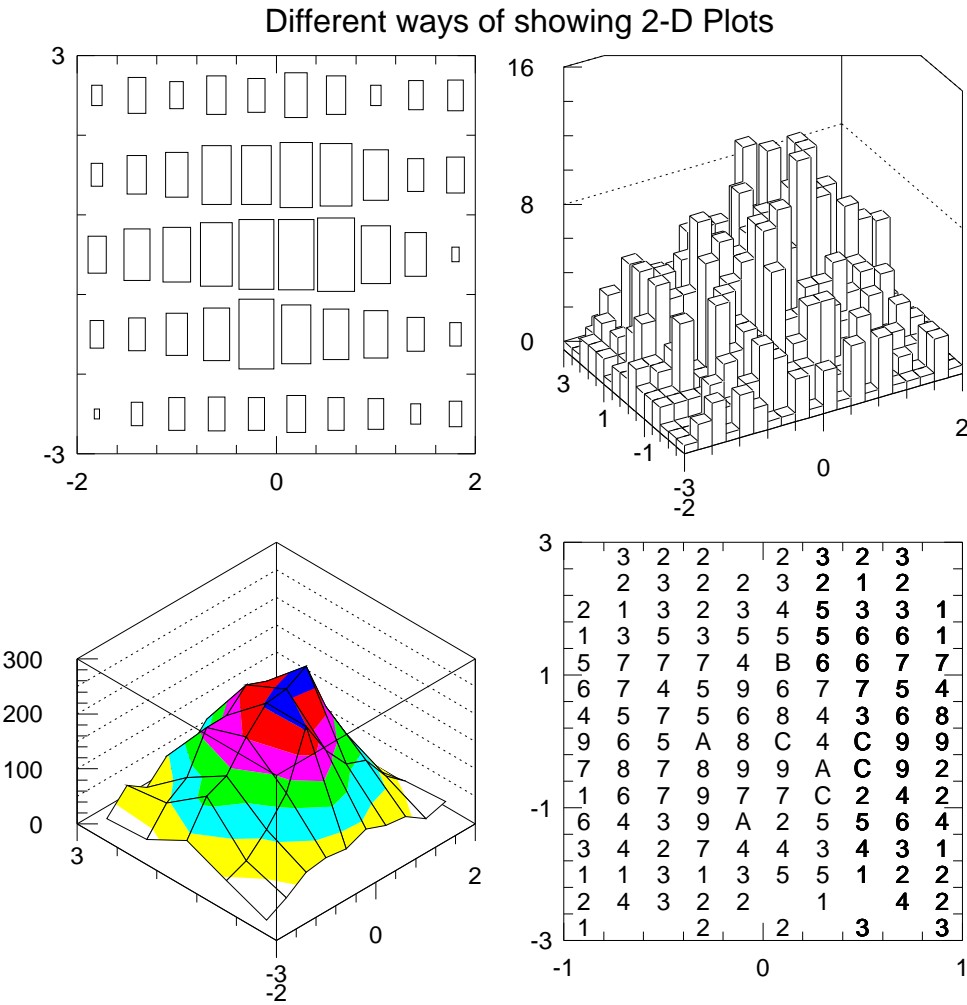 Different ways of showing 2-D Plots
3
-3
-2 0 2
16
8
0
3
1
-1
-3
-2
0
2
300
200
100
0
3
-3
-2
0
2
3
1
-1
-3
-1 0 1
3 2 2 2 3 2 3
2 3 2 2 3 2 1 2
2 1 3 2 3 4 5 3 3 1
1 3 5 3 5 5 5 6 6 1
5 7 7 7 4 B 6 6 7 7
6 7 4 5 9 6 7 7 5 4
4 5 7 5 6 8 4 3 6 8
9 6 5 A 8 C 4 C 9 9
7 8 7 8 9 9 A C 9 2
1 6 7 9 7 7 C 2 4 2
6 4 3 9 A 2 5 5 6 4
3 4 2 7 4 4 3 4 3 1
1 1 3 1 3 5 5 1 2 2
2 4 3 2 2 1 4 2
1 2 2 3 3